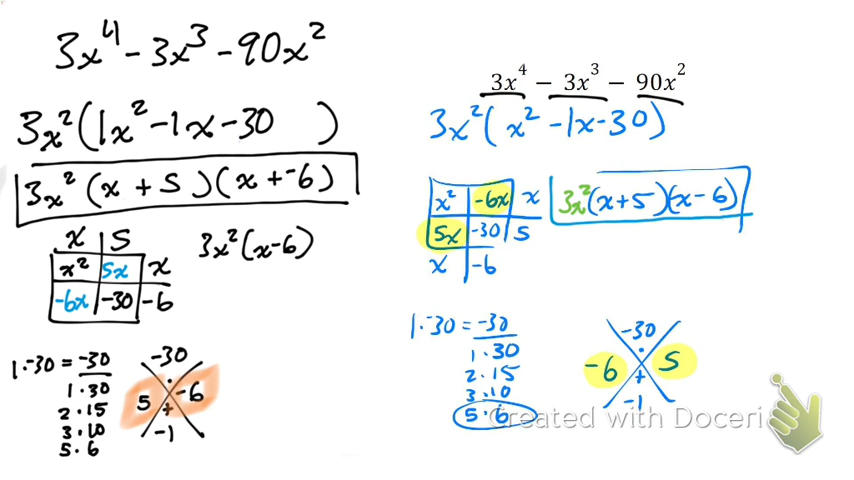 3x⁴ - 3x³ - 90x²
3x²(1x² - 1x - 30 )
3x²(x + 5)(x + -6)
x 5
x² 5x x
-6x -30 -6
3x²(x-6)
1·-30 = -30
1·30
2·15
3·10
5·6
-30
·
5 -6
+
-1
3x⁴ − 3x³ − 90x²
3x²(x² - 1x - 30)
x² -6x x
5x -30 5
x -6
3x²(x+5)(x-6)
1·-30 = -30
1·30
2·15
3·10
5·6
-30
·
-6 5
+
-1
Created with Doceri